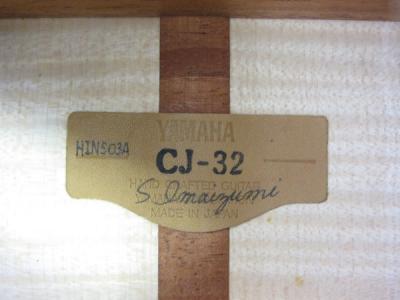 YAMAHA
HIN503A
CJ-32
HAND CRAFTED GUITAR
S. Imaizumi
MADE IN JAPAN